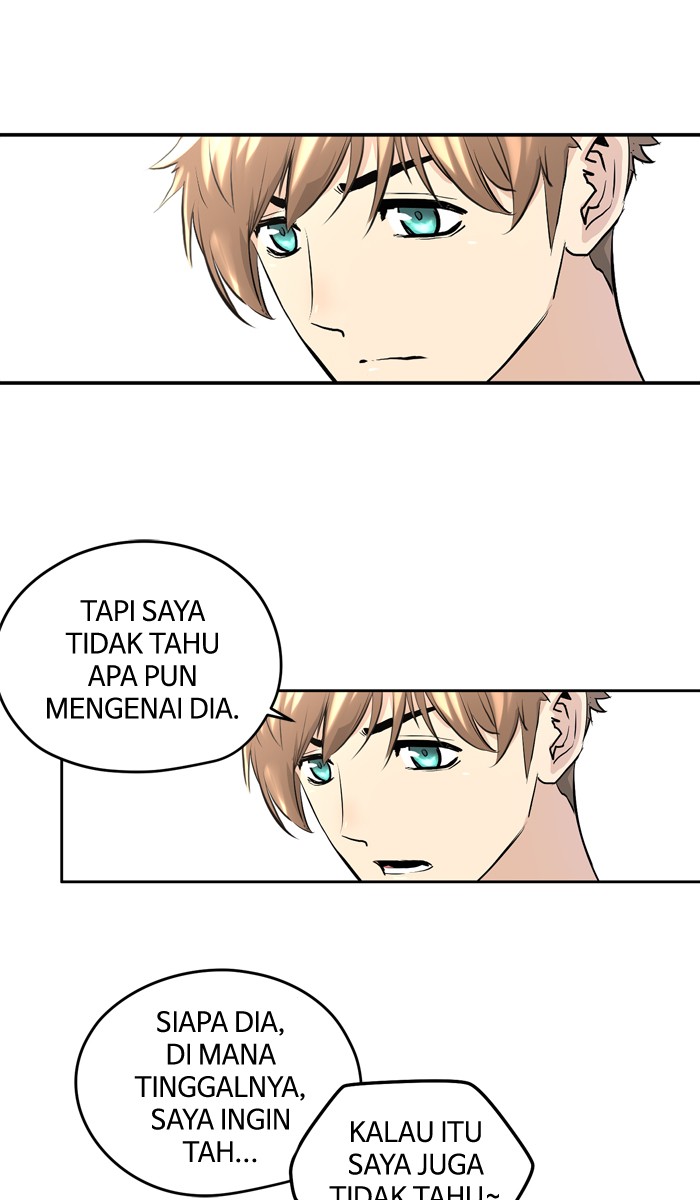 TAPI SAYA
TIDAK TAHU
APA PUN
MENGENAI DIA.
SIAPA DIA,
DI MANA
TINGGALNYA,
SAYA INGIN
TAH...
KALAU ITU
SAYA JUGA
TIDAK TAHU~